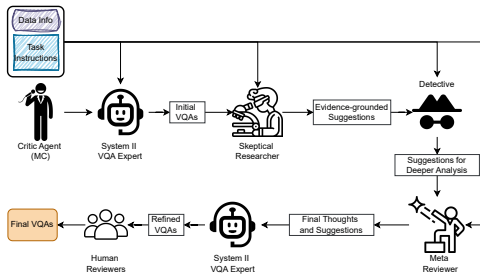 Data Info
Task
Instructions
Critic Agent
(MC)
System II
VQA Expert
Initial
VQAs
Skeptical
Researcher
Evidence-grounded
Suggestions
Detective
Suggestions for
Deeper Analysis
Meta
Reviewer
Final Thoughts
and Suggestions
System II
VQA Expert
Refined
VQAs
Human
Reviewers
Final VQAs